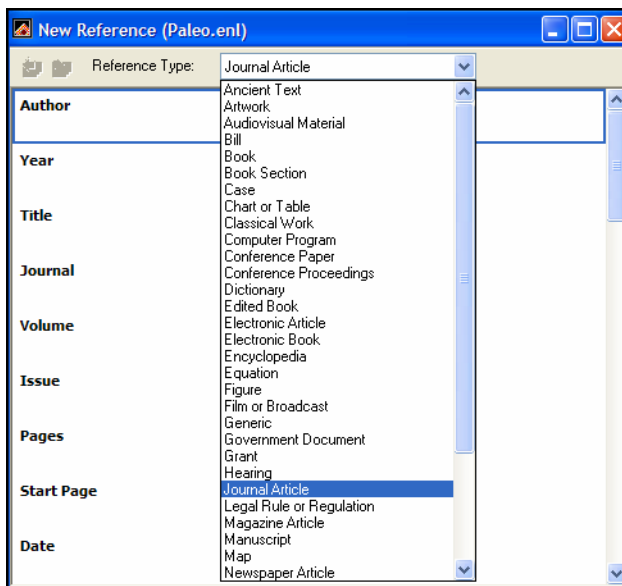 New Reference (Paleo.enl)
Reference Type: Journal Article
Author
Year
Title
Journal
Volume
Issue
Pages
Start Page
Date
Ancient Text
Artwork
Audiovisual Material
Bill
Book
Book Section
Case
Chart or Table
Classical Work
Computer Program
Conference Paper
Conference Proceedings
Dictionary
Edited Book
Electronic Article
Electronic Book
Encyclopedia
Equation
Figure
Film or Broadcast
Generic
Government Document
Grant
Hearing
Journal Article
Legal Rule or Regulation
Magazine Article
Manuscript
Map
Newspaper Article